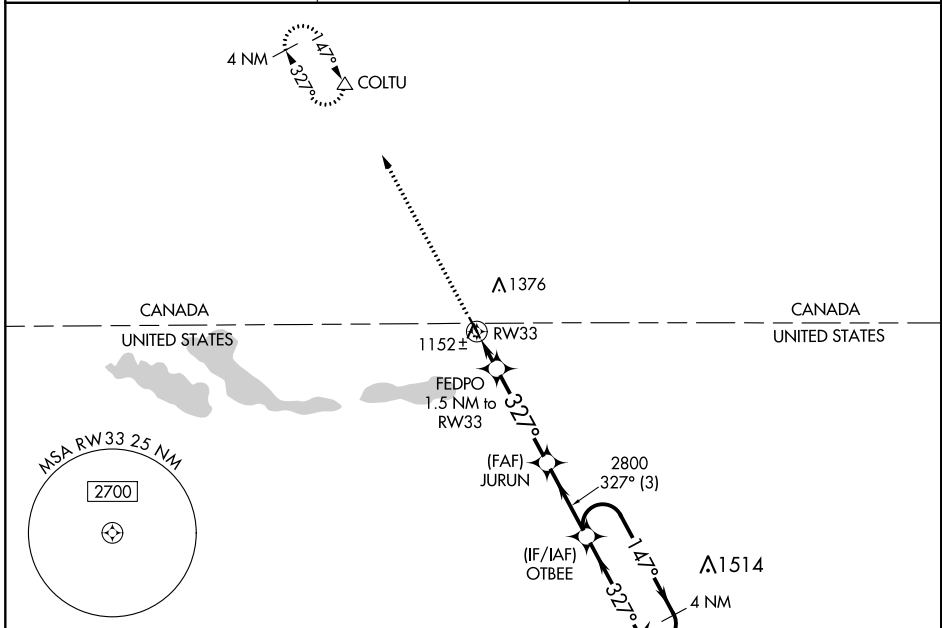 4 NM
147°
327°
COLTU
1376
CANADA
UNITED STATES
CANADA
UNITED STATES
RW33
1152±
FEDPO
1.5 NM to
RW33
327°
(FAF)
JURUN
2800
327° (3)
(IF/IAF)
OTBEE
147°
327°
1514
4 NM
MSA RW33 25 NM
2700